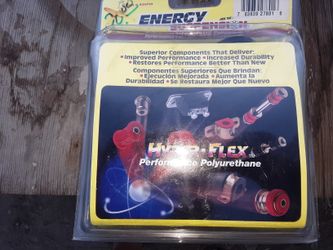 ENERGY
SUSPENSION
Superior Components That Deliver:
•Improved Performance •Increased Durability
•Restores Performance Better Than New
Componentes Superiores Que Brindan:
•Ejecución Mejorada •Aumenta la
Durabilidad •Se Restaura Mejor Que Nuevo
HYPER-FLEX
Performance Polyurethane